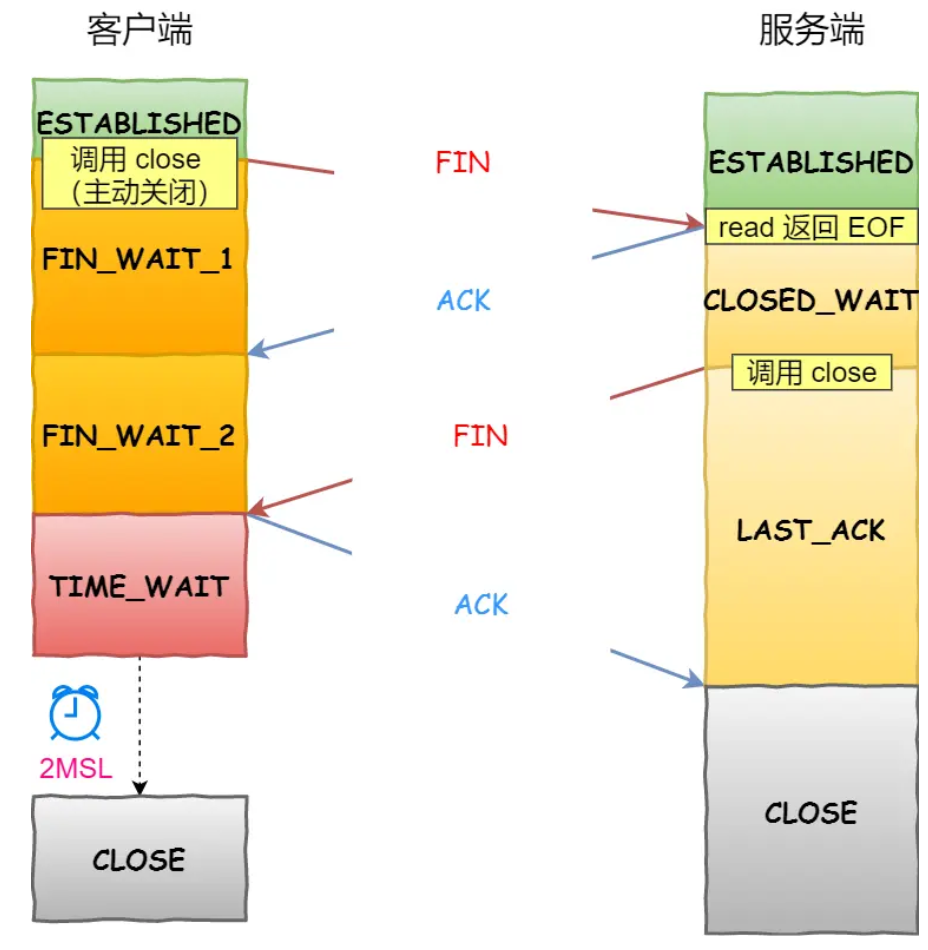 客户端
服务端
ESTABLISHED
调用 close
（主动关闭）
FIN
ESTABLISHED
read 返回 EOF
FIN_WAIT_1
ACK
CLOSED_WAIT
调用 close
FIN_WAIT_2
FIN
LAST_ACK
TIME_WAIT
ACK
2MSL
CLOSE
CLOSE